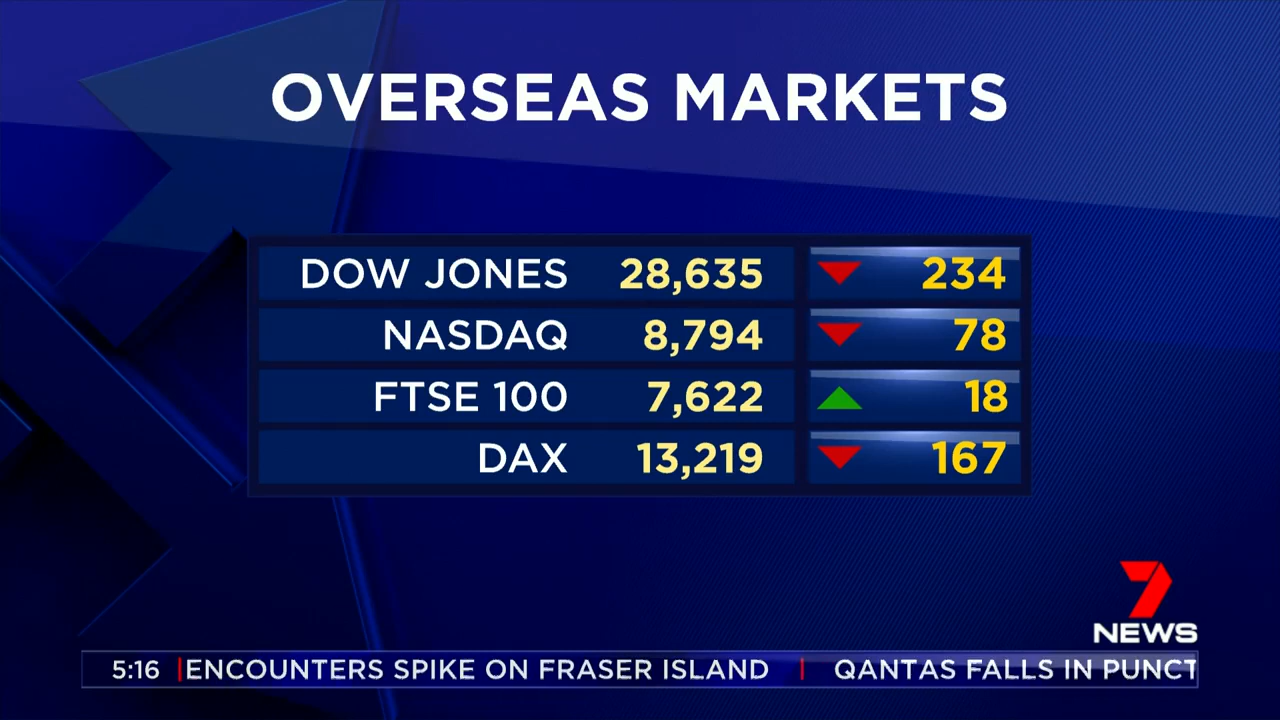 OVERSEAS MARKETS
DOW JONES 28,635 234
NASDAQ 8,794 78
FTSE 100 7,622 18
DAX 13,219 167
7
NEWS
5:16 ENCOUNTERS SPIKE ON FRASER ISLAND QANTAS FALLS IN